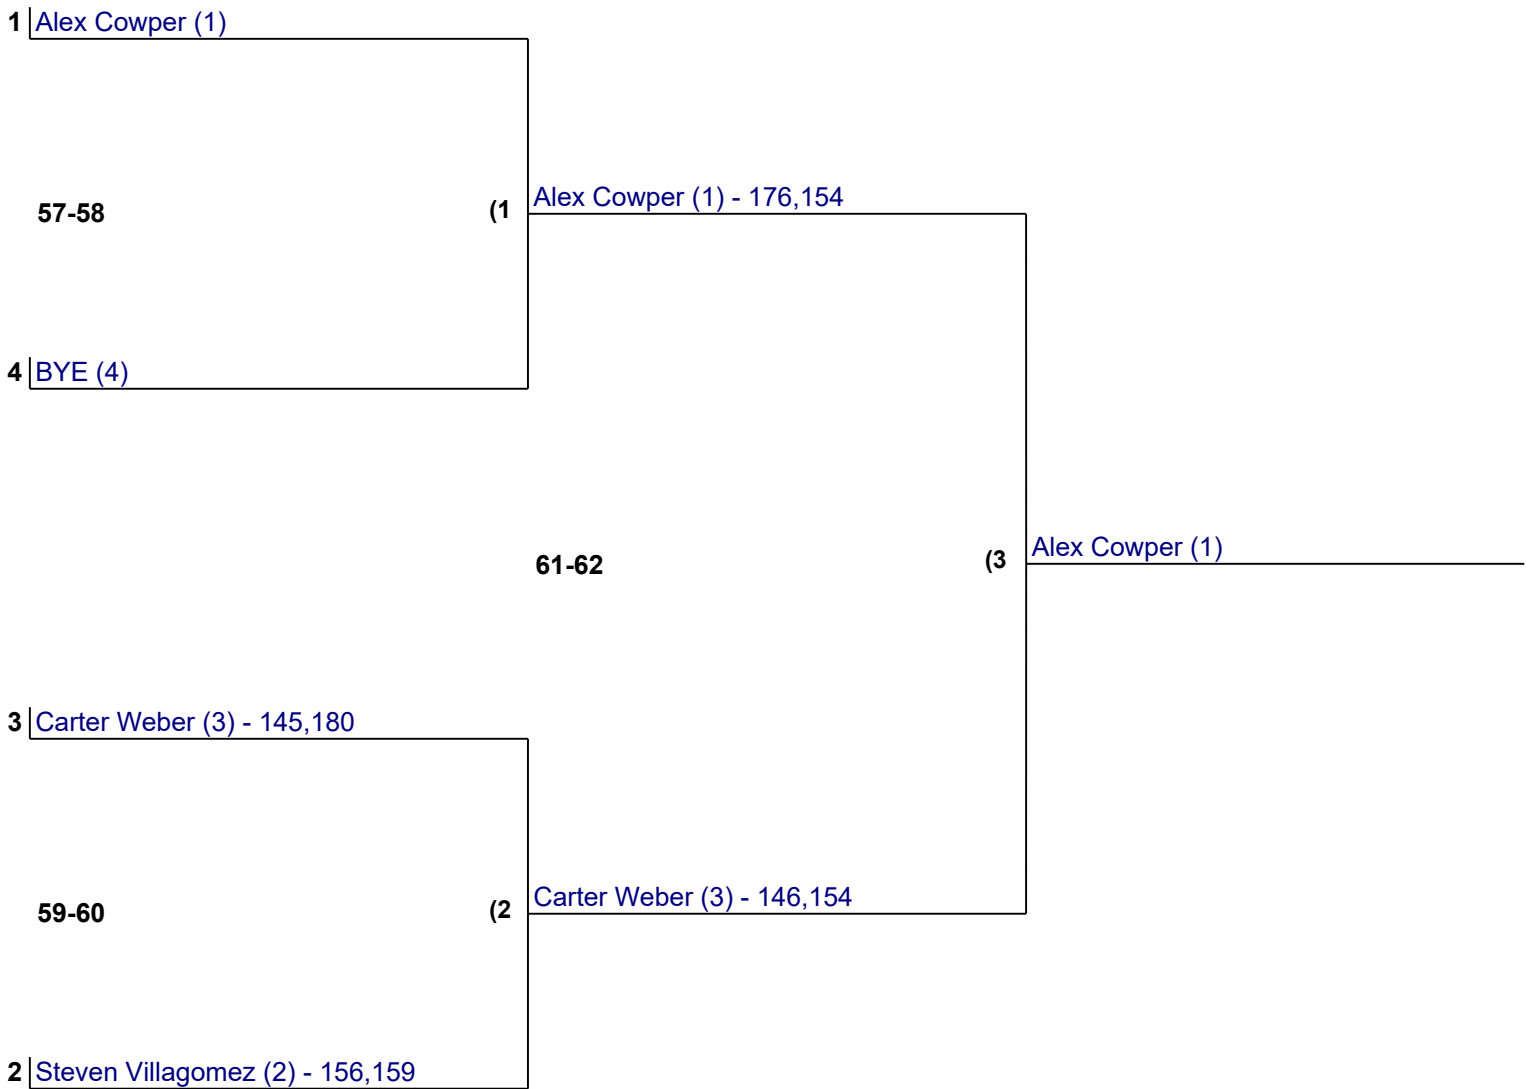 1 Alex Cowper (1)
57-58
(1
Alex Cowper (1) - 176,154
4 BYE (4)
61-62
(3
Alex Cowper (1)
3 Carter Weber (3) - 145,180
59-60
(2
Carter Weber (3) - 146,154
2 Steven Villagomez (2) - 156,159